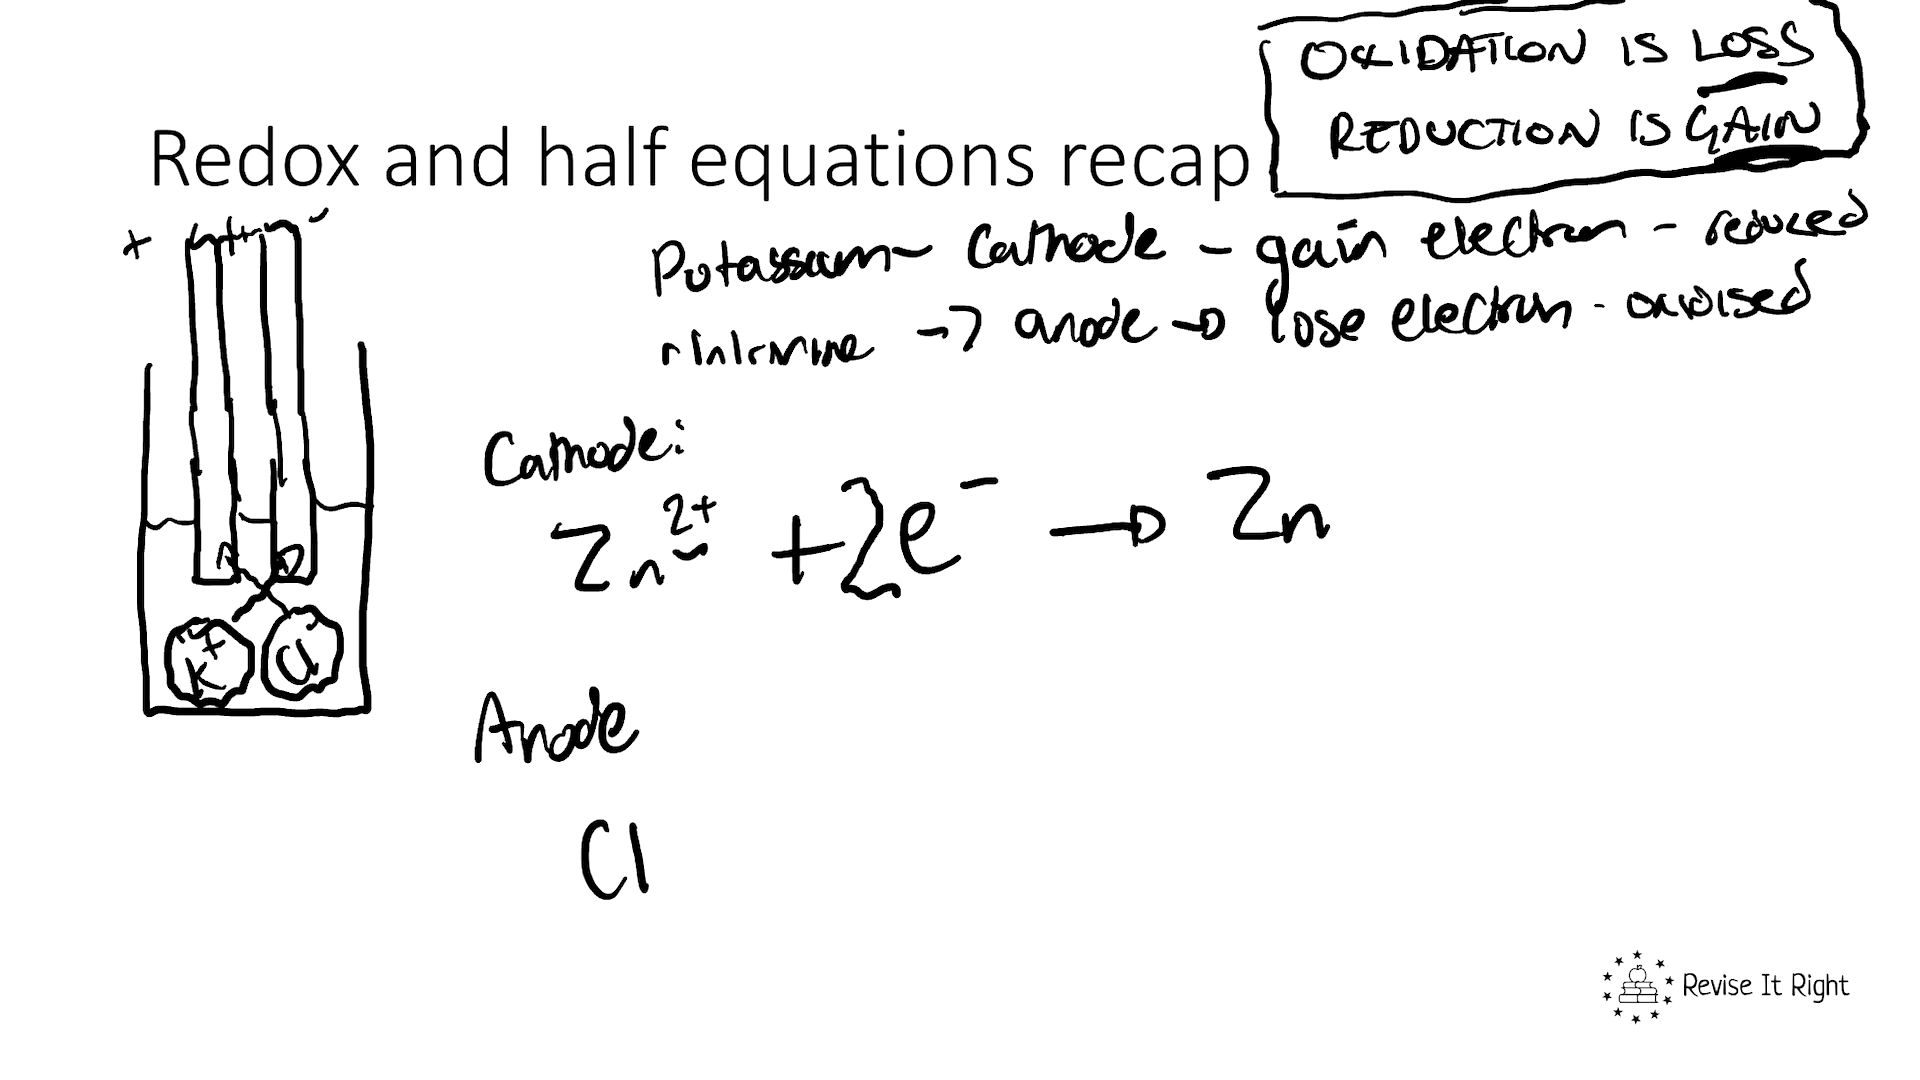 OXIDATION IS LOSS
REDUCTION IS GAIN
Redox and half equations recap
+ -
Potassium - Cathode - gain electron - reduced
→ anode → lose electron - oxidised
Cathode:
Zn²⁺ + 2e⁻ → Zn
K⁺ Cl
Anode
Cl
Revise It Right